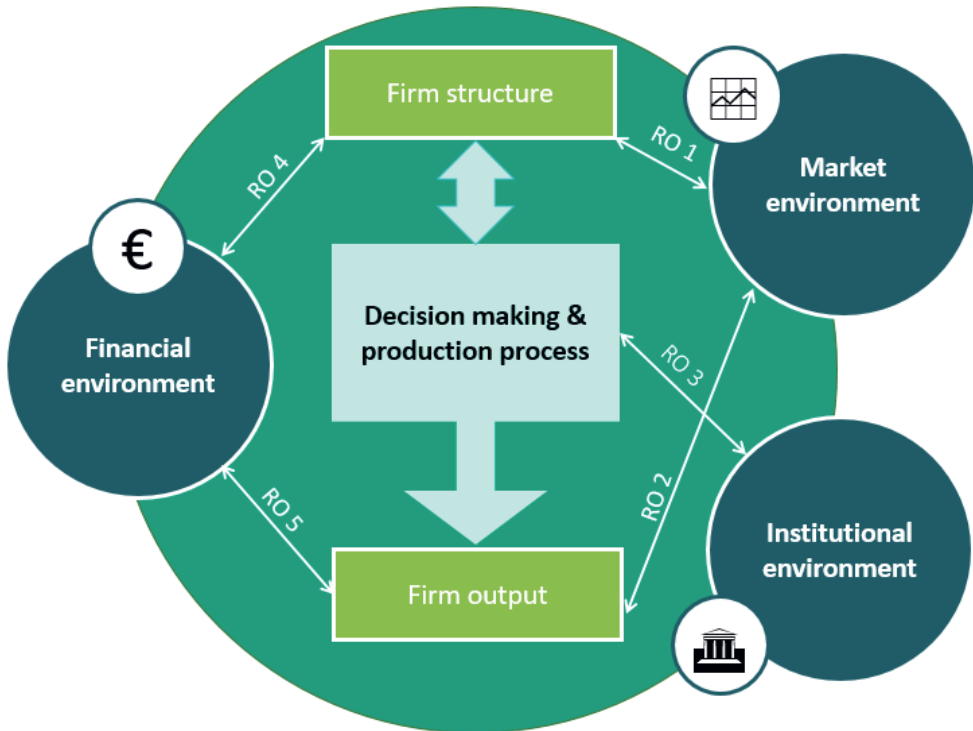 Firm structure
RO 1
Market
environment
RO 4
€
Financial
environment
Decision making &
production process
RO 3
RO 2
RO 5
Institutional
environment
Firm output